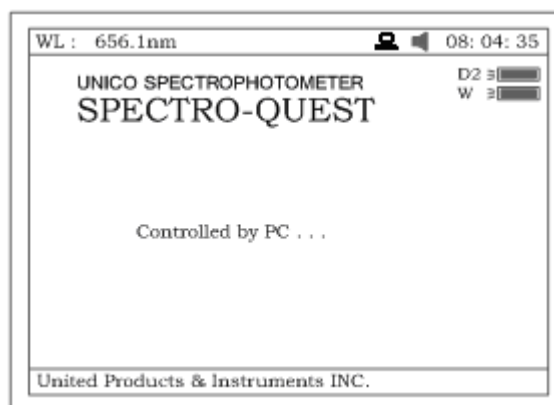 WL : 656.1nm 08: 04: 35
D2
UNICO SPECTROPHOTOMETER
W
SPECTRO-QUEST
Controlled by PC . . .
United Products & Instruments INC.